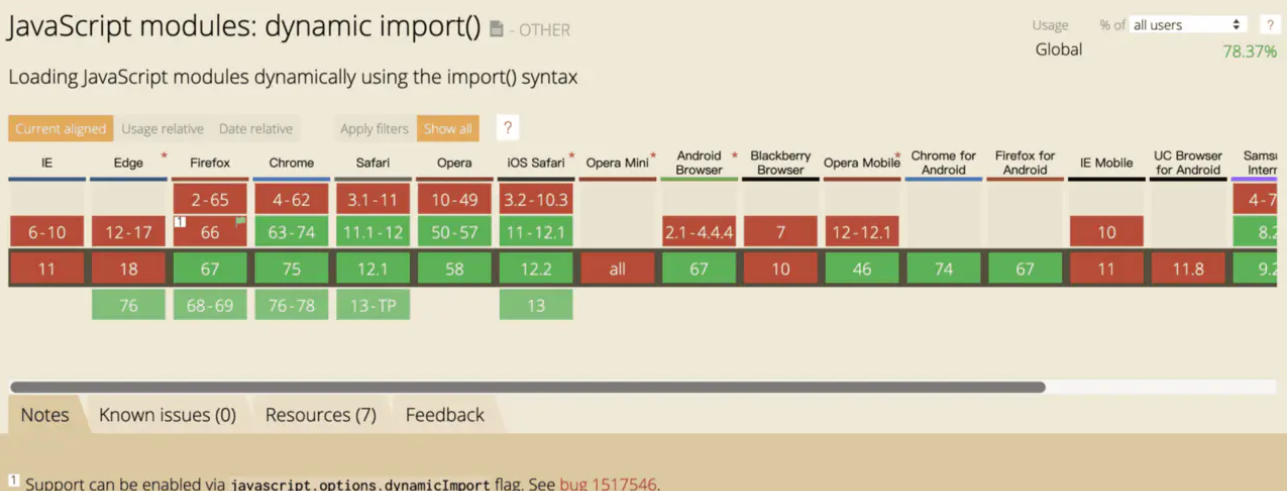 JavaScript modules: dynamic import() - OTHER
Usage % of all users ?
Global 78.37%
Loading JavaScript modules dynamically using the import() syntax
Current aligned Usage relative Date relative Apply filters Show all ?
IE Edge * Firefox Chrome Safari Opera iOS Safari * Opera Mini * Android Browser * Blackberry Browser Opera Mobile * Chrome for Android Firefox for Android IE Mobile UC Browser for Android Samsu Intern
2-65 4-62 3.1-11 10-49 3.2-10.3 4-7
6-10 12-17 1 66 63-74 11.1-12 50-57 11-12.1 2.1-4.4.4 7 12-12.1 10 8.2
11 18 67 75 12.1 58 12.2 all 67 10 46 74 67 11 11.8 9.2
76 68-69 76-78 13-TP 13
Notes Known issues (0) Resources (7) Feedback
1 Support can be enabled via javascript.options.dynamicImport flag. See bug 1517546.